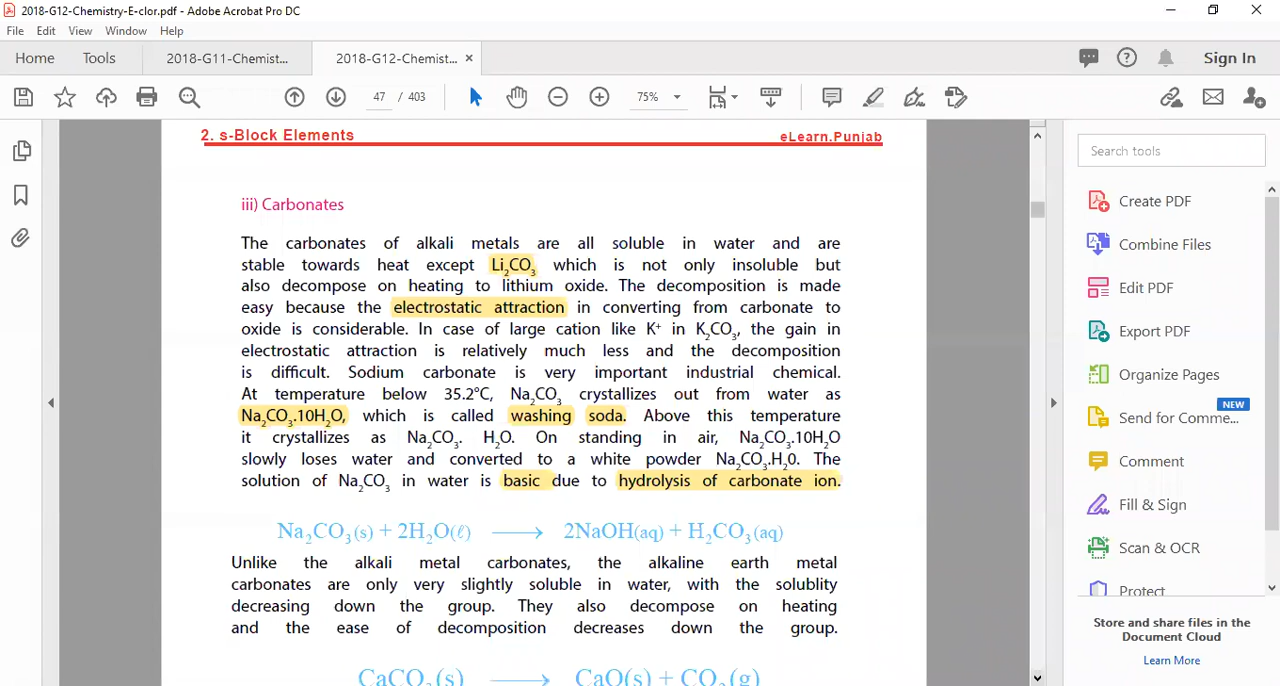 2018-G12-Chemistry-E-clor.pdf - Adobe Acrobat Pro DC
File Edit View Window Help
Home Tools 2018-G11-Chemist... 2018-G12-Chemist... × Sign In
47 / 403 75%
2. s-Block Elements eLearn.Punjab
iii) Carbonates
The carbonates of alkali metals are all soluble in water and are
stable towards heat except Li₂CO₃ which is not only insoluble but
also decompose on heating to lithium oxide. The decomposition is made
easy because the electrostatic attraction in converting from carbonate to
oxide is considerable. In case of large cation like K⁺ in K₂CO₃, the gain in
electrostatic attraction is relatively much less and the decomposition
is difficult. Sodium carbonate is very important industrial chemical.
At temperature below 35.2°C, Na₂CO₃ crystallizes out from water as
Na₂CO₃.10H₂O, which is called washing soda. Above this temperature
it crystallizes as Na₂CO₃. H₂O. On standing in air, Na₂CO₃.10H₂O
slowly loses water and converted to a white powder Na₂CO₃.H₂0. The
solution of Na₂CO₃ in water is basic due to hydrolysis of carbonate ion.
Na₂CO₃(s) + 2H₂O(ℓ) ⟶ 2NaOH(aq) + H₂CO₃(aq)
Unlike the alkali metal carbonates, the alkaline earth metal
carbonates are only very slightly soluble in water, with the solublity
decreasing down the group. They also decompose on heating
and the ease of decomposition decreases down the group.
CaCO₃(s) ⟶ CaO(s) + CO₂(g)
Search tools
Create PDF
Combine Files
Edit PDF
Export PDF
Organize Pages
NEW
Send for Comme...
Comment
Fill & Sign
Scan & OCR
Protect
Store and share files in the
Document Cloud
Learn More